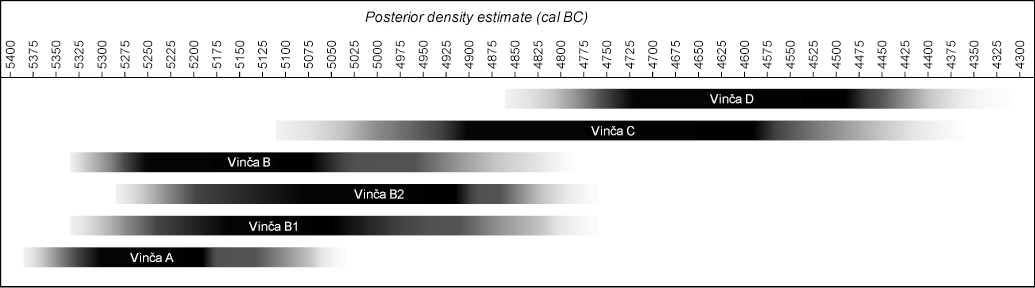 Posterior density estimate (cal BC)
5400 5375 5350 5325 5300 5275 5250 5225 5200 5175 5150 5125 5100 5075 5050 5025 5000 4975 4950 4925 4900 4875 4850 4825 4800 4775 4750 4725 4700 4675 4650 4625 4600 4575 4550 4525 4500 4475 4450 4425 4400 4375 4350 4325 4300
Vinča D
Vinča C
Vinča B
Vinča B2
Vinča B1
Vinča A